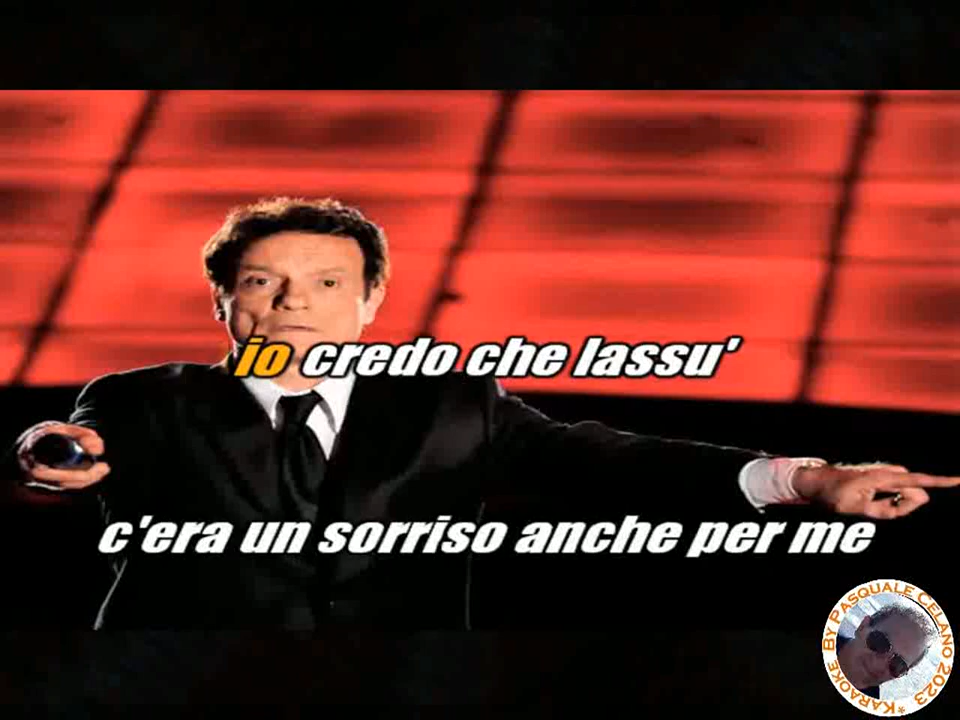 io credo che lassu'
c'era un sorriso anche per me
KARAOKE By PASQUALE CELANO 2023 *